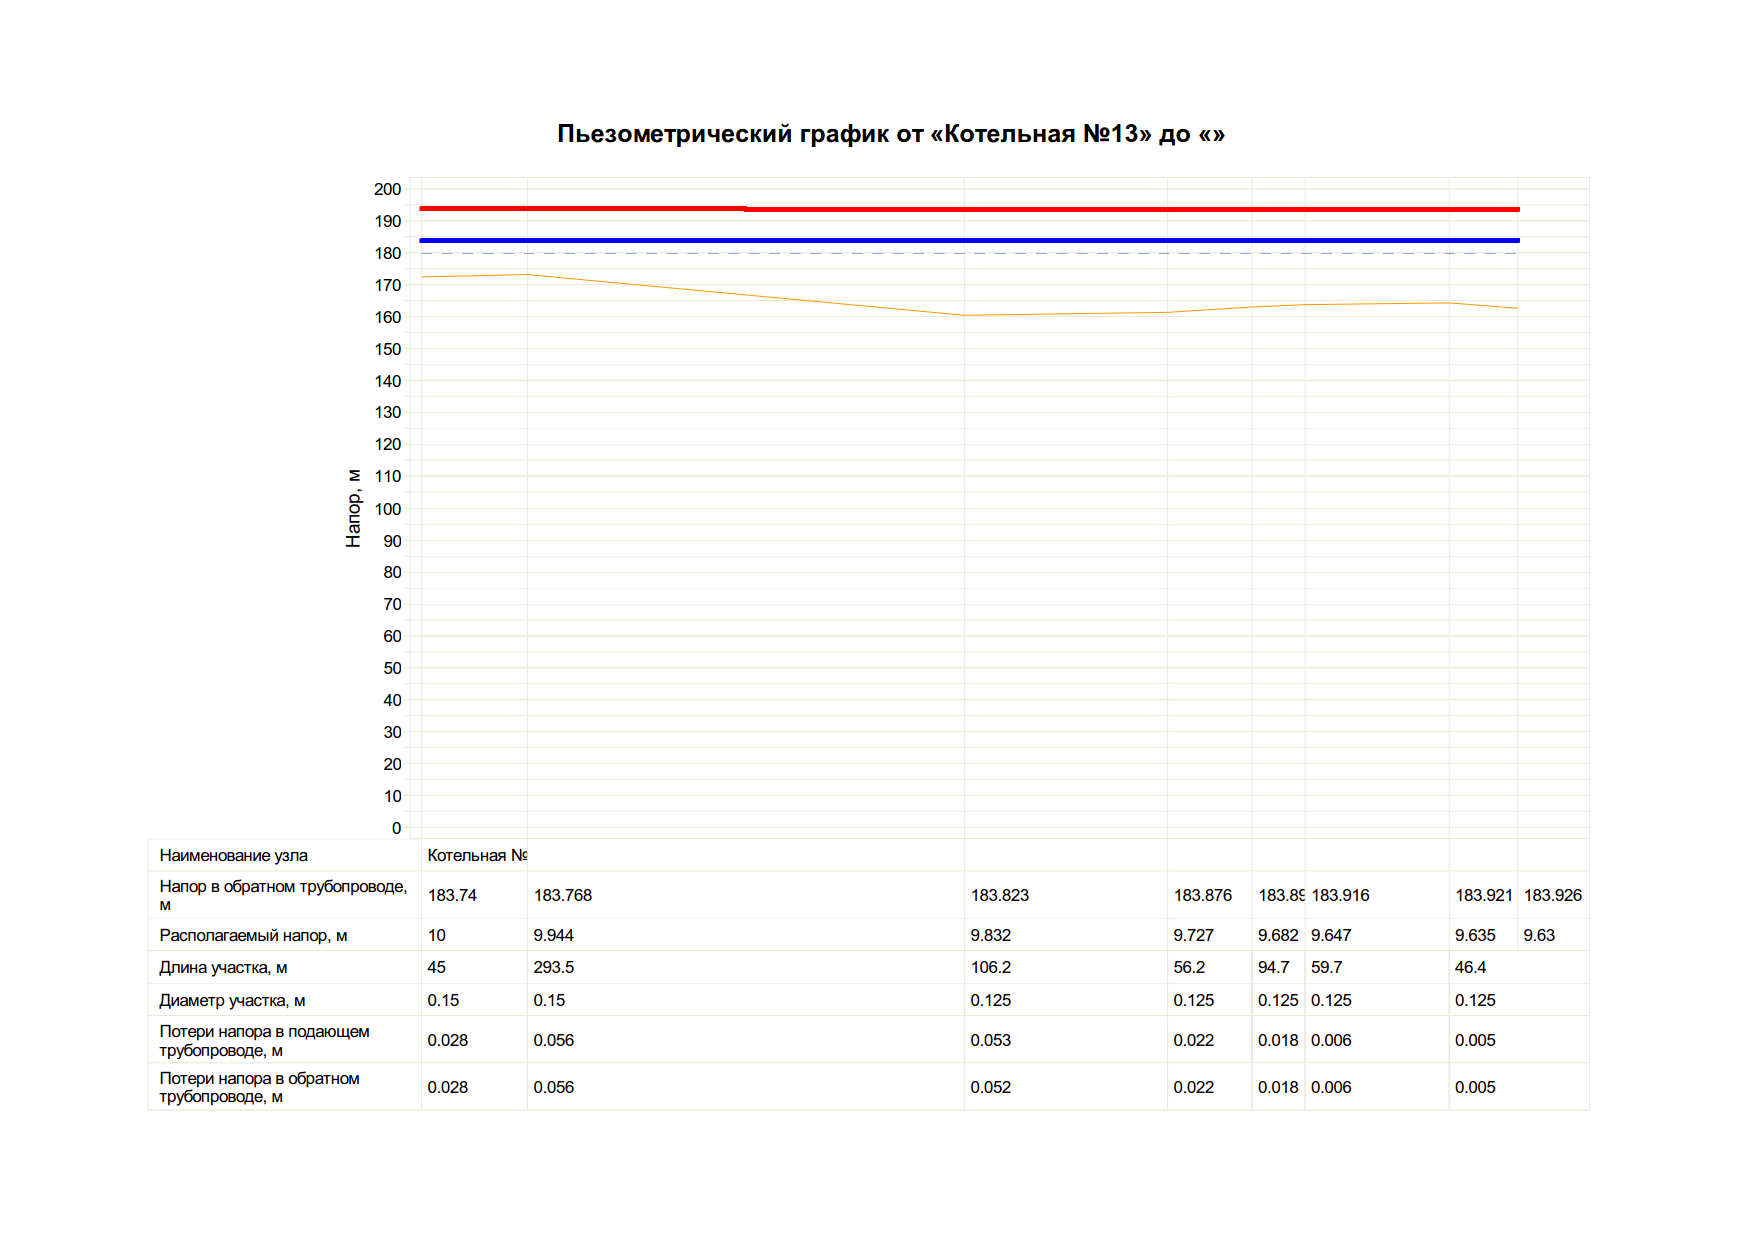 Пьезометрический график от «Котельная №13» до «»
200
190
180
170
160
150
140
130
120
110
100
90
80
70
60
50
40
30
20
10
0
Напор, м
Наименование узла
Котельная №
Напор в обратном трубопроводе,
м
183.74 183.768 183.823 183.876 183.89 183.916 183.921 183.926
Располагаемый напор, м
10 9.944 9.832 9.727 9.682 9.647 9.635 9.63
Длина участка, м
45 293.5 106.2 56.2 94.7 59.7 46.4
Диаметр участка, м
0.15 0.15 0.125 0.125 0.125 0.125 0.125
Потери напора в подающем
трубопроводе, м
0.028 0.056 0.053 0.022 0.018 0.006 0.005
Потери напора в обратном
трубопроводе, м
0.028 0.056 0.052 0.022 0.018 0.006 0.005